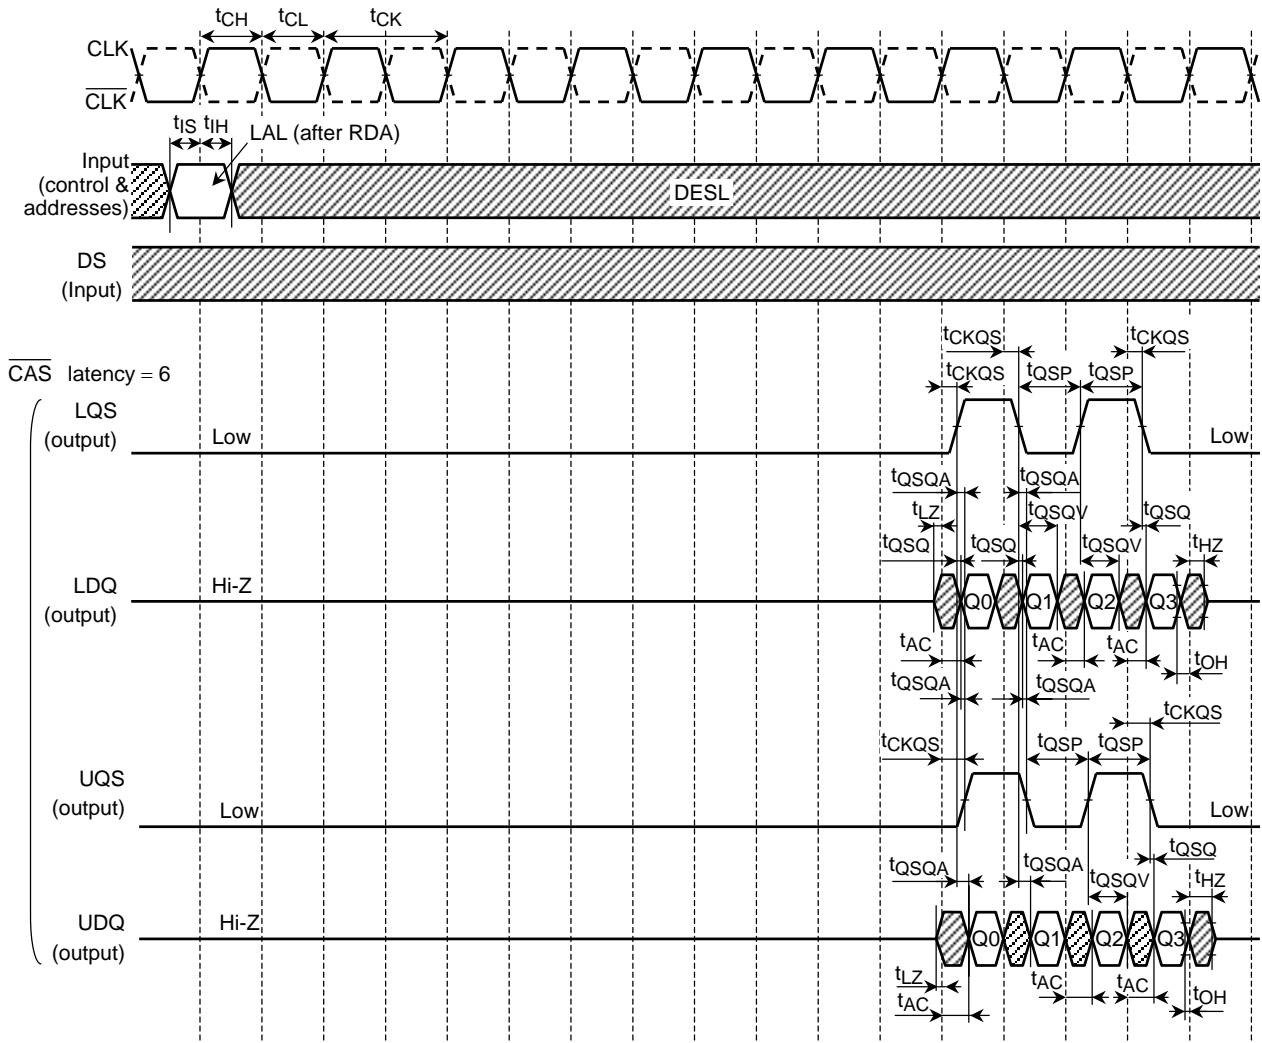 tCH tCL tCK
CLK
CLK
tIS tIH LAL (after RDA)
Input
(control &
addresses)
DESL
DS
(Input)
tCKQS tCKQS
CAS latency = 6
tCKQS tQSP tQSP
LQS
(output)
Low
Low
tQSQA tQSQA
tLZ tQSQV tQSQ
tQSQ tQSQ tQSQV tHZ
LDQ
(output)
Hi-Z
Q0 Q1 Q2 Q3
tAC tAC tAC
tOH
tQSQA tQSQA
tCKQS
tCKQS tQSP tQSP
UQS
(output)
Low
Low
tQSQ
tQSQA tQSQA tQSQV tHZ
UDQ
(output)
Hi-Z
Q0 Q1 Q2 Q3
tLZ tAC tAC
tAC tOH